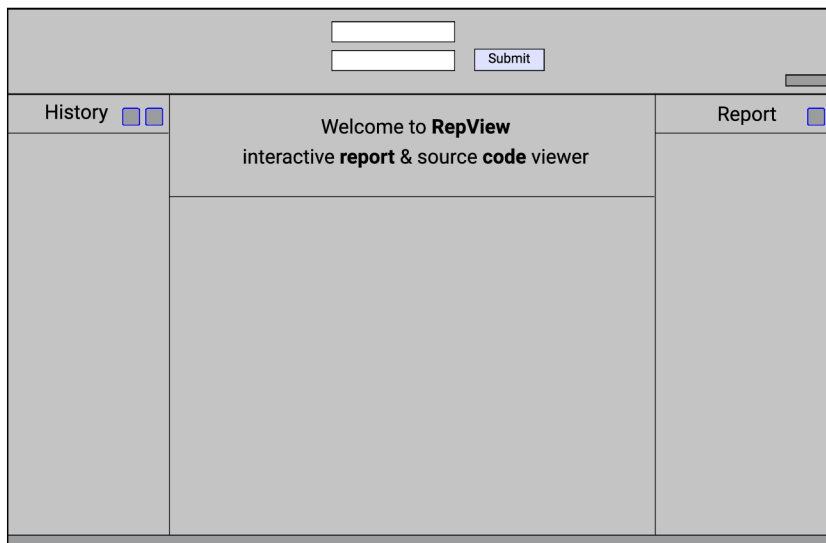 Submit
History
Welcome to RepView
interactive report & source code viewer
Report